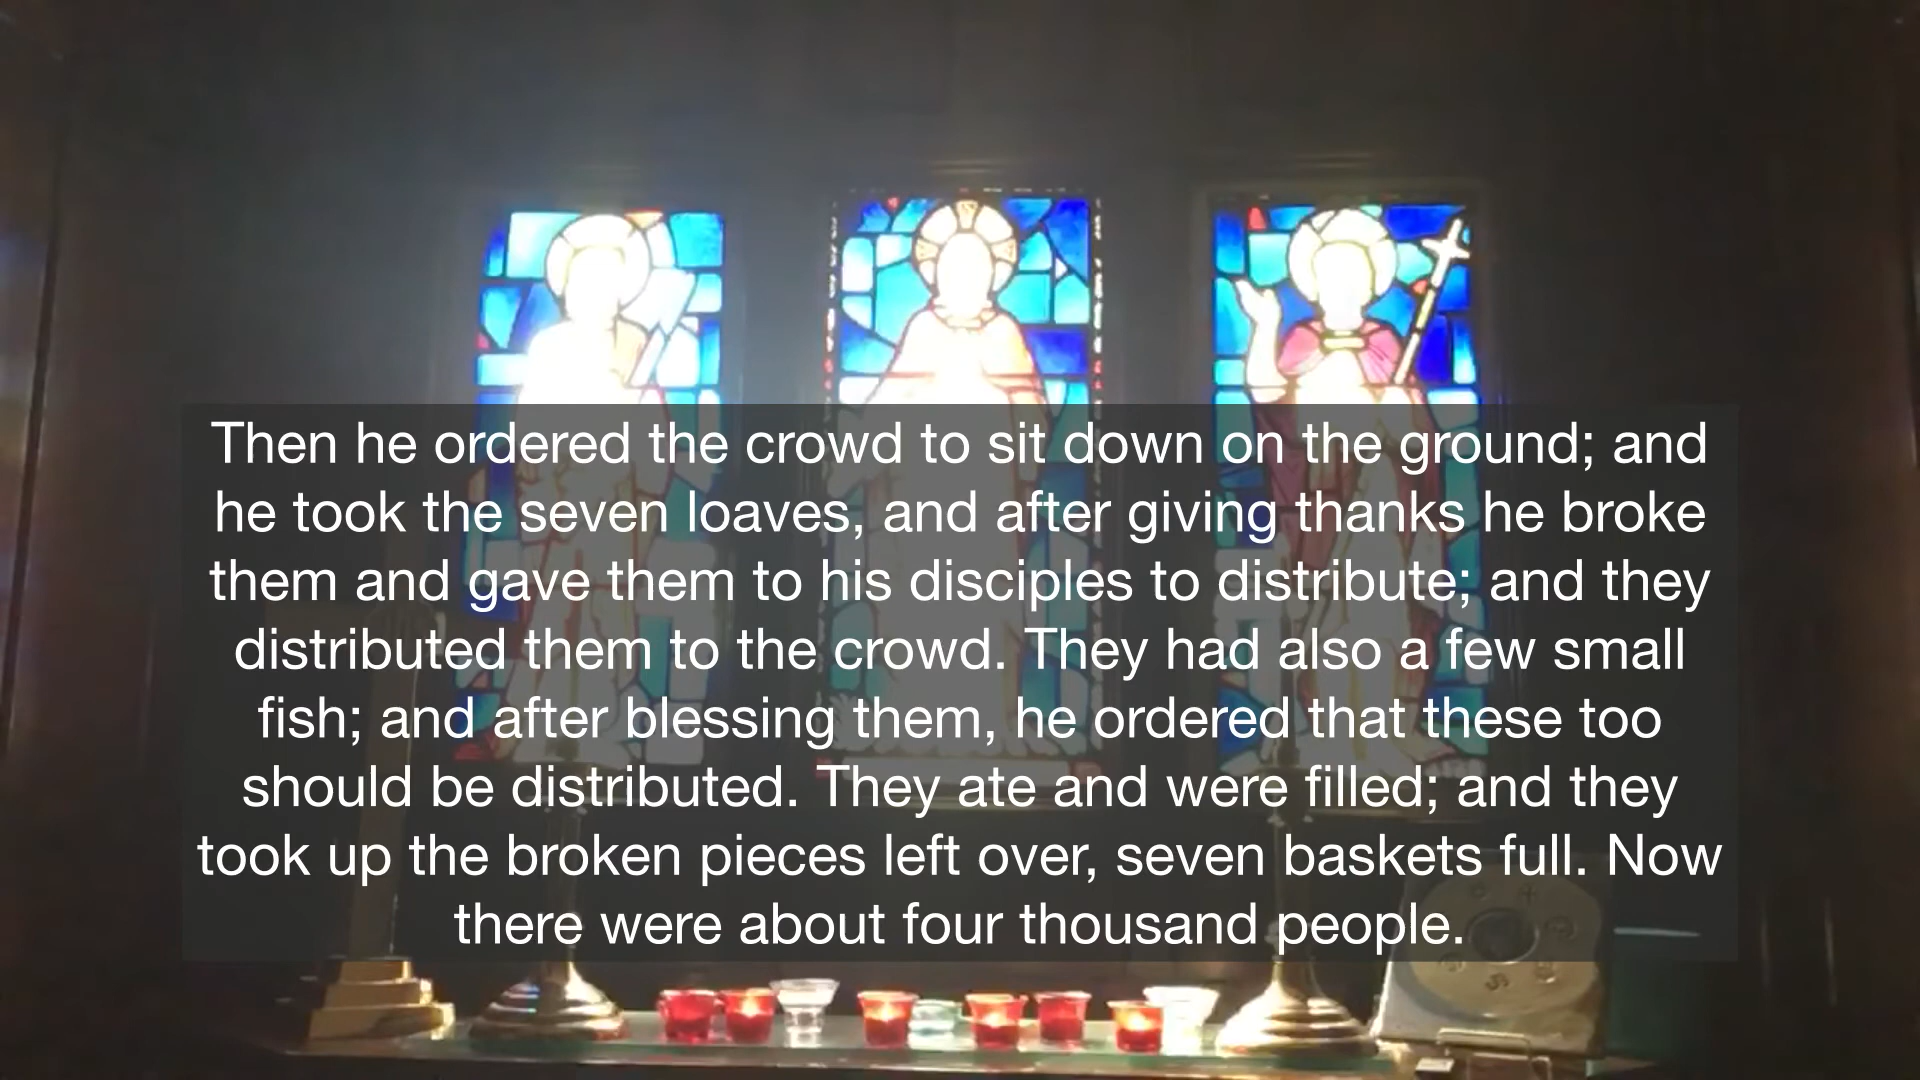 Then he ordered the crowd to sit down on the ground; and
he took the seven loaves, and after giving thanks he broke
them and gave them to his disciples to distribute; and they
distributed them to the crowd. They had also a few small
fish; and after blessing them, he ordered that these too
should be distributed. They ate and were filled; and they
took up the broken pieces left over, seven baskets full. Now
there were about four thousand people.